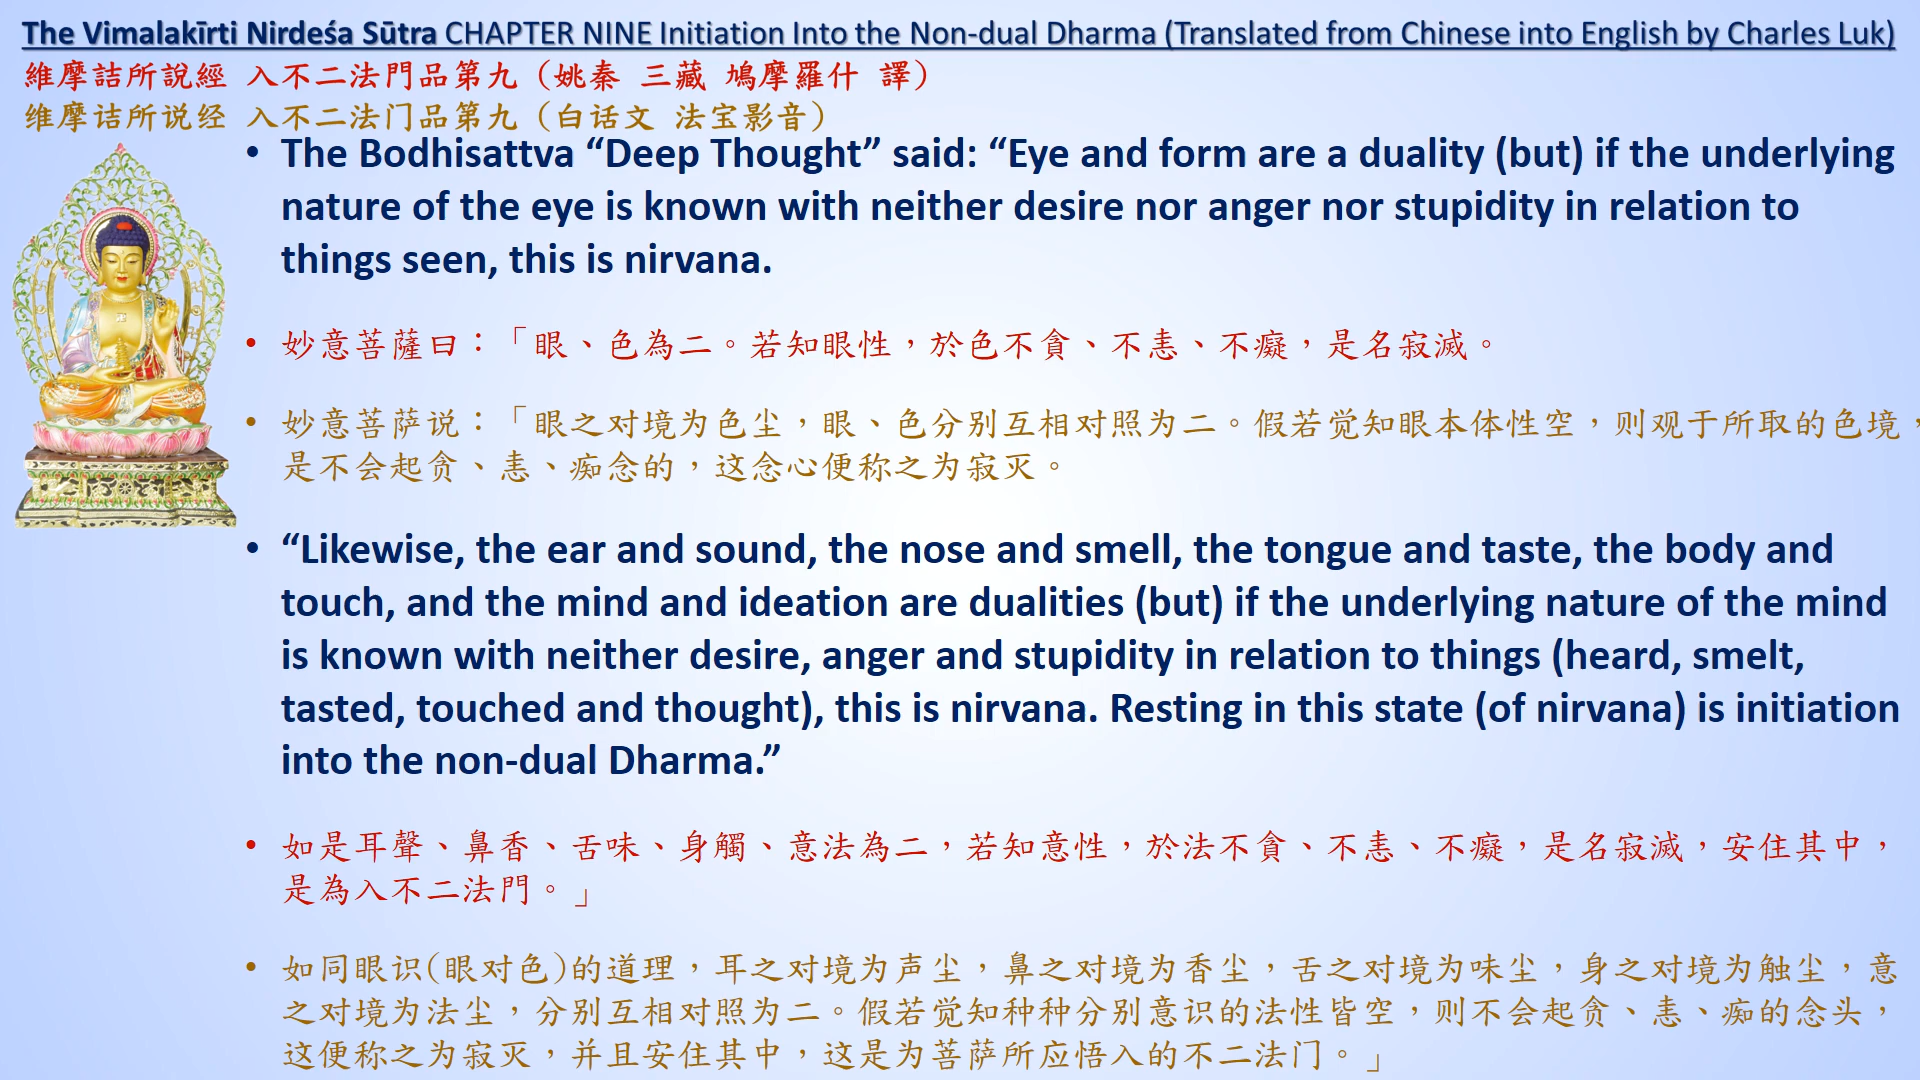 The Vimalakīrti Nirdeśa Sūtra CHAPTER NINE Initiation Into the Non-dual Dharma (Translated from Chinese into English by Charles Luk)
維摩詰所說經 入不二法門品第九（姚秦 三藏 鳩摩羅什 譯）
维摩诘所说经 入不二法门品第九（白话文 法宝影音）
• The Bodhisattva “Deep Thought” said: “Eye and form are a duality (but) if the underlying
nature of the eye is known with neither desire nor anger nor stupidity in relation to
things seen, this is nirvana.
• 妙意菩薩曰：「眼、色為二。若知眼性，於色不貪、不恚、不癡，是名寂滅。
• 妙意菩萨说：「眼之对境为色尘，眼、色分别互相对照为二。假若觉知眼本体性空，则观于所取的色境，
是不会起贪、恚、痴念的，这念心便称之为寂灭。
• “Likewise, the ear and sound, the nose and smell, the tongue and taste, the body and
touch, and the mind and ideation are dualities (but) if the underlying nature of the mind
is known with neither desire, anger and stupidity in relation to things (heard, smelt,
tasted, touched and thought), this is nirvana. Resting in this state (of nirvana) is initiation
into the non-dual Dharma.”
• 如是耳聲、鼻香、舌味、身觸、意法為二，若知意性，於法不貪、不恚、不癡，是名寂滅，安住其中，
是為入不二法門。」
• 如同眼识(眼对色)的道理，耳之对境为声尘，鼻之对境为香尘，舌之对境为味尘，身之对境为触尘，意
之对境为法尘，分别互相对照为二。假若觉知种种分别意识的法性皆空，则不会起贪、恚、痴的念头，
这便称之为寂灭，并且安住其中，这是为菩萨所应悟入的不二法门。」